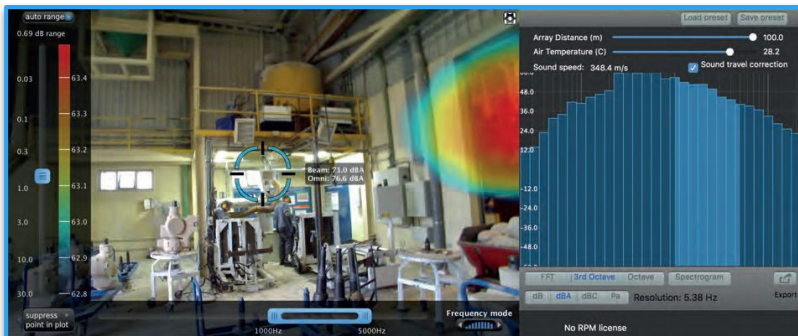 auto range
0.69 dB range
0.03
0.1
0.3
1.0
3.0
10.0
30.0
63.4
63.3
63.2
63.1
63.0
62.9
62.8
suppress
point in plot
Beam: 71.0 dBA
Omni: 76.6 dBA
1000Hz
5000Hz
Frequency mode
Load preset
Save preset
Array Distance (m)
100.0
Air Temperature (C)
28.2
Sound speed: 348.4 m/s
Sound travel correction
48.0
36.0
24.0
12.0
-12.0
-24.0
-36.0
-48.0
FFT
3rd Octave
Octave
Spectrogram
dB
dBA
dBC
Pa
Resolution: 5.38 Hz
Export
No RPM license